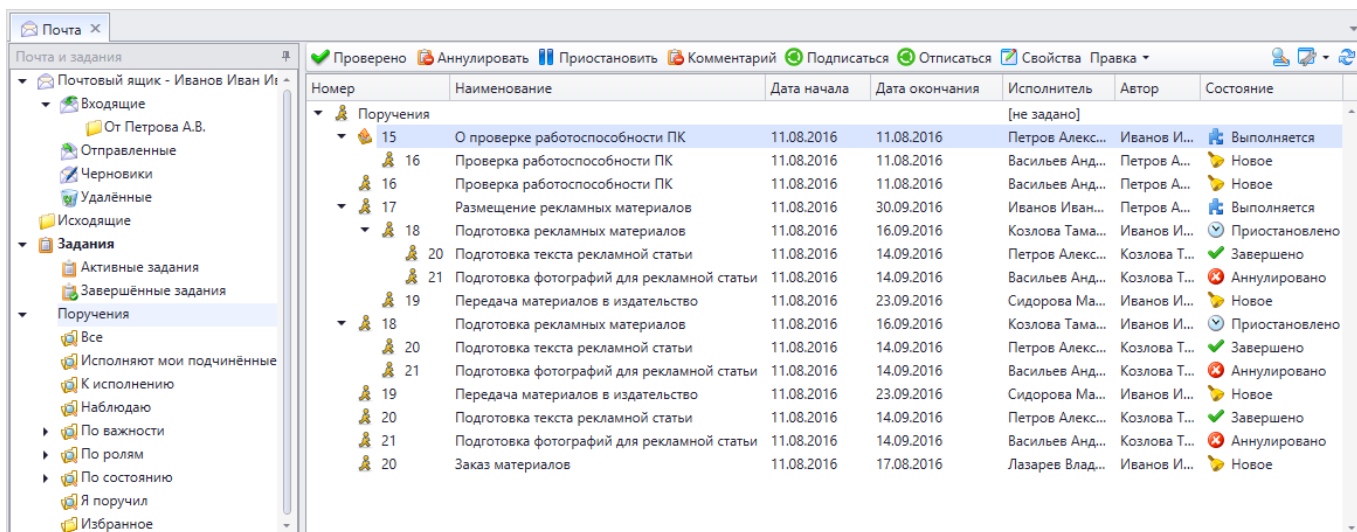 Почта
Почта и задания
Почтовый ящик - Иванов Иван Ив
Входящие
От Петрова А.В.
Отправленные
Черновики
Удалённые
Исходящие
Задания
Активные задания
Завершённые задания
Поручения
Все
Исполняют мои подчинённые
К исполнению
Наблюдаю
По важности
По ролям
По состоянию
Я поручил
Избранное
Проверено Аннулировать Приостановить Комментарий Подписаться Отписаться Свойства Правка
Номер Наименование Дата начала Дата окончания Исполнитель Автор Состояние
Поручения [не задано]
15 О проверке работоспособности ПК 11.08.2016 11.08.2016 Петров Алекс... Иванов И... Выполняется
16 Проверка работоспособности ПК 11.08.2016 11.08.2016 Васильев Анд... Петров А... Новое
16 Проверка работоспособности ПК 11.08.2016 11.08.2016 Васильев Анд... Петров А... Новое
17 Размещение рекламных материалов 11.08.2016 30.09.2016 Иванов Иван... Петров А... Выполняется
18 Подготовка рекламных материалов 11.08.2016 16.09.2016 Козлова Тама... Иванов И... Приостановлено
20 Подготовка текста рекламной статьи 11.08.2016 14.09.2016 Петров Алекс... Козлова Т... Завершено
21 Подготовка фотографий для рекламной статьи 11.08.2016 14.09.2016 Васильев Анд... Козлова Т... Аннулировано
19 Передача материалов в издательство 11.08.2016 23.09.2016 Сидорова Ма... Иванов И... Новое
18 Подготовка рекламных материалов 11.08.2016 16.09.2016 Козлова Тама... Иванов И... Приостановлено
20 Подготовка текста рекламной статьи 11.08.2016 14.09.2016 Петров Алекс... Козлова Т... Завершено
21 Подготовка фотографий для рекламной статьи 11.08.2016 14.09.2016 Васильев Анд... Козлова Т... Аннулировано
19 Передача материалов в издательство 11.08.2016 23.09.2016 Сидорова Ма... Иванов И... Новое
20 Подготовка текста рекламной статьи 11.08.2016 14.09.2016 Петров Алекс... Козлова Т... Завершено
21 Подготовка фотографий для рекламной статьи 11.08.2016 14.09.2016 Васильев Анд... Козлова Т... Аннулировано
20 Заказ материалов 11.08.2016 17.08.2016 Лазарев Влад... Иванов И... Новое